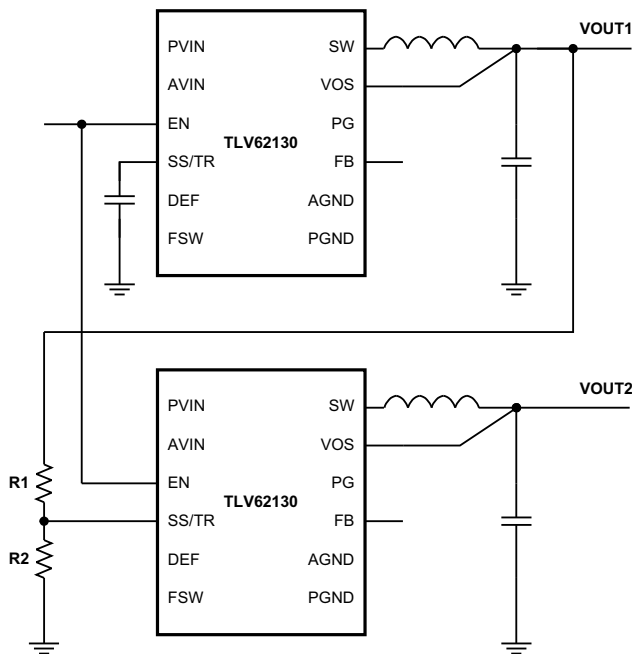 VOUT1
PVIN SW
AVIN VOS
EN PG
TLV62130
SS/TR FB
DEF AGND
FSW PGND
VOUT2
PVIN SW
AVIN VOS
R1 EN PG
TLV62130
SS/TR FB
R2 DEF AGND
FSW PGND